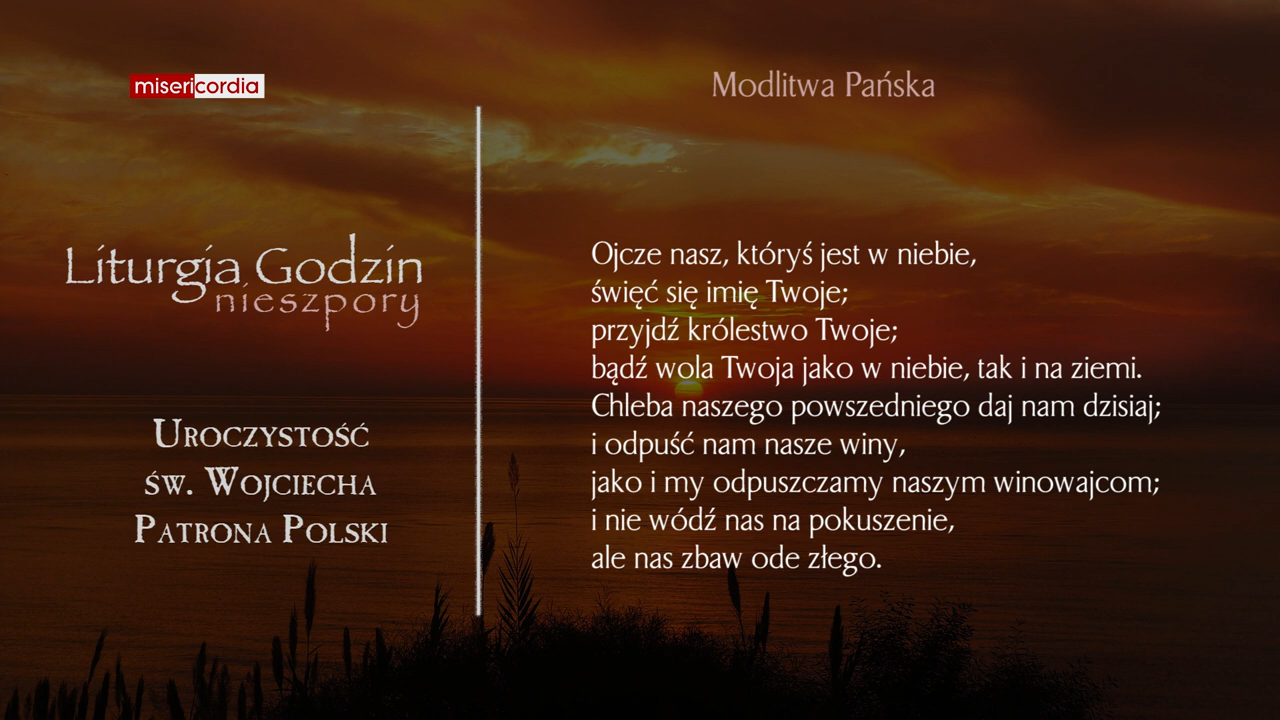 misericordia
Liturgia Godzin
nieszpory
Uroczystość
św. Wojciecha
Patrona Polski
Modlitwa Pańska
Ojcze nasz, któryś jest w niebie,
święć się imię Twoje;
przyjdź królestwo Twoje;
bądź wola Twoja jako w niebie, tak i na ziemi.
Chleba naszego powszedniego daj nam dzisiaj;
i odpuść nam nasze winy,
jako i my odpuszczamy naszym winowajcom;
i nie wódź nas na pokuszenie,
ale nas zbaw ode złego.